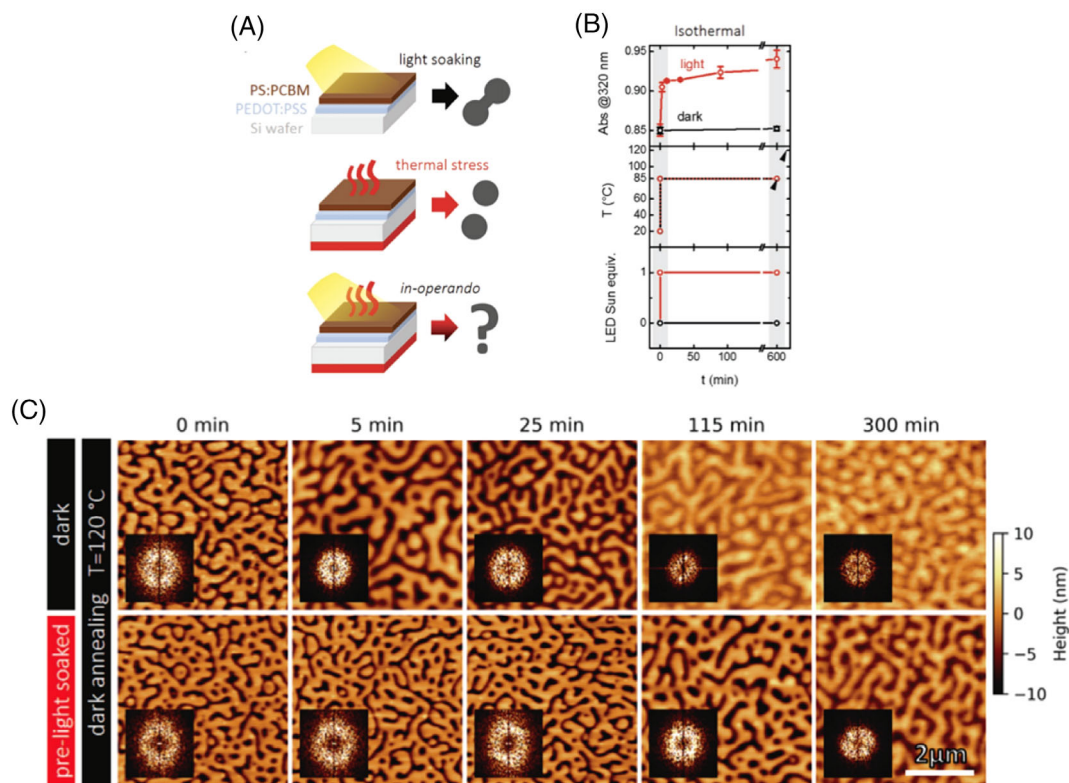 (A)
light soaking
PS:PCBM
PEDOT:PSS
Si wafer
thermal stress
in-operando
?
(B)
Isothermal
0.95
0.90
0.85
Abs @320 nm
light
dark
120
100
85
60
40
20
T (°C)
1
0
LED Sun equiv.
0 50 100 600
t (min)
(C)
0 min 5 min 25 min 115 min 300 min
dark
pre-light soaked
dark annealing T=120 °C
10
5
0
−5
−10
Height (nm)
2μm